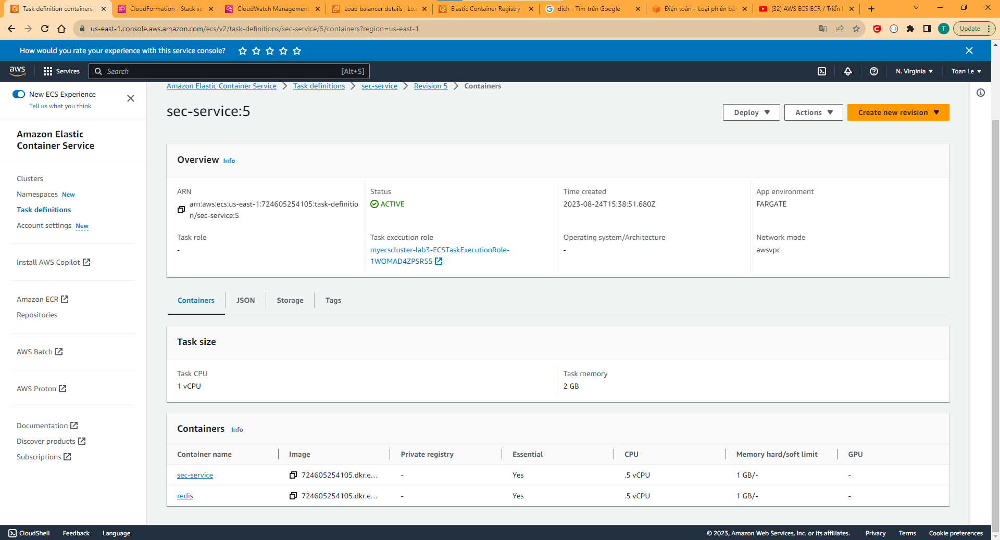 Task definition containers |
CloudFormation - Stack se
CloudWatch Management
Load balancer details | Loa
Elastic Container Registry -
dich - Tìm trên Google
Điện toán – Loại phiên bản
(32) AWS ECS ECR / Triển k
us-east-1.console.aws.amazon.com/ecs/v2/task-definitions/sec-service/5/containers?region=us-east-1
T
Update
How would you rate your experience with this service console?
aws
Services
Search
[Alt+S]
N. Virginia
Toan Le
New ECS Experience
Tell us what you think
Amazon Elastic
Container Service
Clusters
Namespaces New
Task definitions
Account settings New
Install AWS Copilot
Amazon ECR
Repositories
AWS Batch
AWS Proton
Documentation
Discover products
Subscriptions
Amazon Elastic Container Service
Task definitions
sec-service
Revision 5
Containers
sec-service:5
Deploy
Actions
Create new revision
Overview Info
ARN
arn:aws:ecs:us-east-1:724605254105:task-definitio
n/sec-service:5
Status
ACTIVE
Time created
2023-08-24T15:38:51.680Z
App environment
FARGATE
Task role
-
Task execution role
myecscluster-lab3-ECSTaskExecutionRole-
1WOMAD4ZPSR55
Operating system/Architecture
-
Network mode
awsvpc
Containers
JSON
Storage
Tags
Task size
Task CPU
1 vCPU
Task memory
2 GB
Containers Info
Container name Image Private registry Essential CPU Memory hard/soft limit GPU
sec-service 724605254105.dkr.e... - Yes .5 vCPU 1 GB/- -
redis 724605254105.dkr.e... - Yes .5 vCPU 1 GB/- -
CloudShell
Feedback
Language
© 2023, Amazon Web Services, Inc. or its affiliates.
Privacy
Terms
Cookie preferences